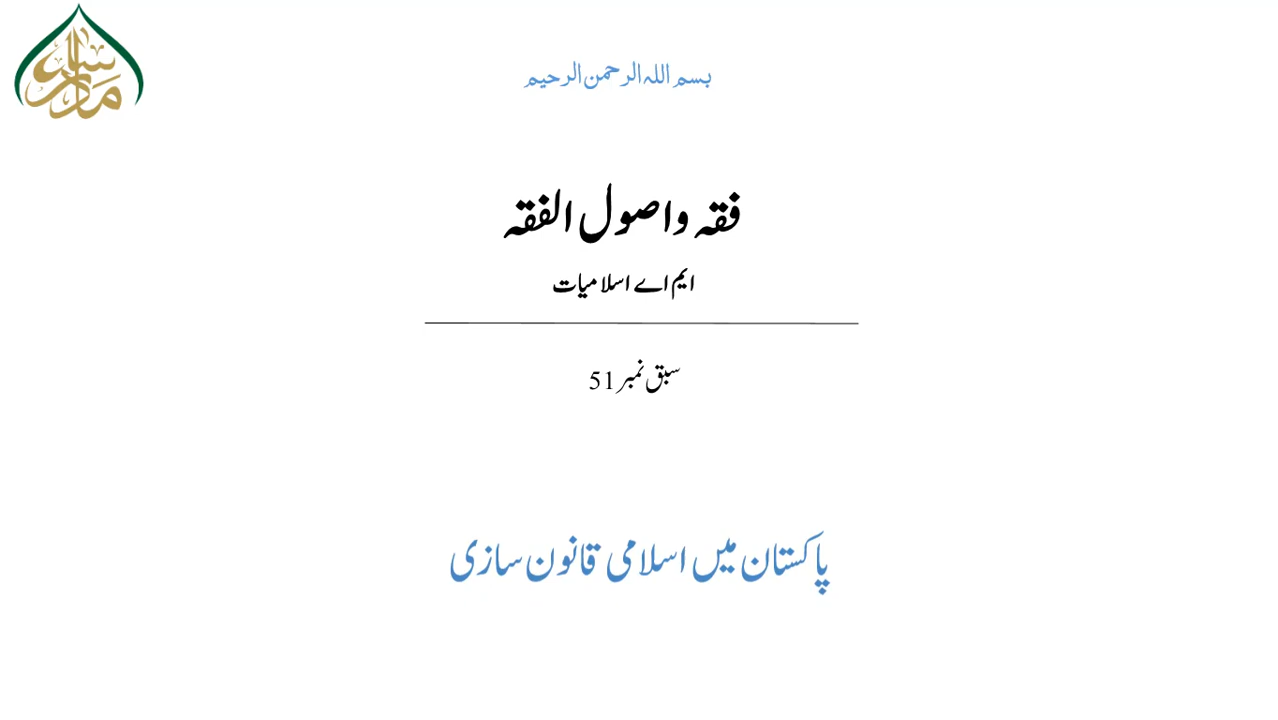 بسم اللہ الرحمن الرحیم
فقہ واصول الفقہ
ایم اے اسلامیات
سبق نمبر 51
پاکستان میں اسلامی قانون سازی